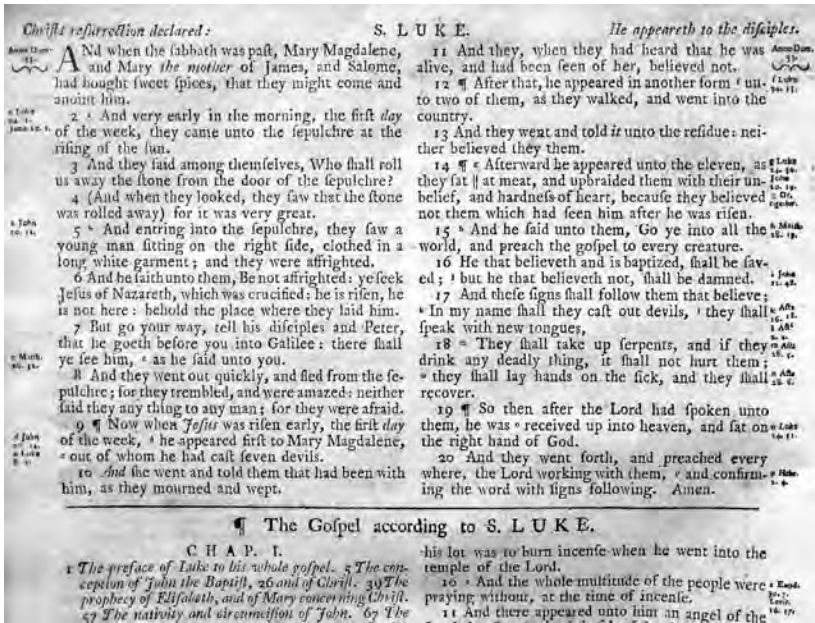 Chriſts reſurrection declared:
S. LUKE.
He appeareth to the diſciples.
ANd when the ſabbath was paſt, Mary Magdalene,
and Mary the mother of James, and Salome,
had bought ſweet ſpices, that they might come and
anoint him.
2 And very early in the morning, the firſt day
of the week, they came unto the ſepulchre at the
riſing of the ſun.
3 And they ſaid among themſelves, Who ſhall roll
us away the ſtone from the door of the ſepulchre?
4 (And when they looked, they ſaw that the ſtone
was rolled away) for it was very great.
5 ᵇ And entring into the ſepulchre, they ſaw a
young man ſitting on the right ſide, clothed in a
long white garment; and they were affrighted.
6 And he ſaith unto them, Be not affrighted: ye ſeek
Jeſus of Nazareth, which was crucified: he is riſen, he
is not here: behold the place where they laid him.
7 But go your way, tell his diſciples and Peter,
that he goeth before you into Galilee: there ſhall
ye ſee him, ᶜ as he ſaid unto you.
8 And they went out quickly, and fled from the ſe-
pulchre; for they trembled, and were amazed: neither
ſaid they any thing to any man; for they were afraid.
9 ¶ Now when Jeſus was riſen early, the firſt day
of the week, ᵈ he appeared firſt to Mary Magdalene,
ᵉ out of whom he had caſt ſeven devils.
10 And ſhe went and told them that had been with
him, as they mourned and wept.
11 And they, when they had heard that he was
alive, and had been ſeen of her, believed not.
12 ¶ After that, he appeared in another form ᶠ un-
to two of them, as they walked, and went into the
country.
13 And they went and told it unto the reſidue: nei-
ther believed they them.
14 ¶ ᵍ Afterward he appeared unto the eleven, as
they ſat || at meat, and upbraided them with their un-
belief, and hardneſs of heart, becauſe they believed
not them which had ſeen him after he was riſen.
15 ʰ And he ſaid unto them, Go ye into all the
world, and preach the goſpel to every creature.
16 He that believeth and is baptized, ſhall be ſav-
ed; ⁱ but he that believeth not, ſhall be damned.
17 And theſe ſigns ſhall follow them that believe;
ᵏ In my name ſhall they caſt out devils, ˡ they ſhall
ſpeak with new tongues,
18 ᵐ They ſhall take up ſerpents, and if they
drink any deadly thing, it ſhall not hurt them;
ⁿ they ſhall lay hands on the ſick, and they ſhall
recover.
19 ¶ So then after the Lord had ſpoken unto
them, he was ᵒ received up into heaven, and ſat on
the right hand of God.
20 And they went forth, and preached every
where, the Lord working with them, ᵖ and confirm-
ing the word with ſigns following. Amen.
¶ The Goſpel according to S. LUKE.
CHAP. I.
1 The preface of Luke to his whole goſpel. 5 The con-
ception of John the Baptiſt, 26 and of Chriſt. 39 The
prophecy of Eliſabeth, and of Mary concerning Chriſt.
57 The nativity and circumciſion of John. 67 The
his lot was to burn incenſe when he went into the
temple of the Lord.
10 And the whole multitude of the people were
praying without, at the time of incenſe.
11 And there appeared unto him an angel of the